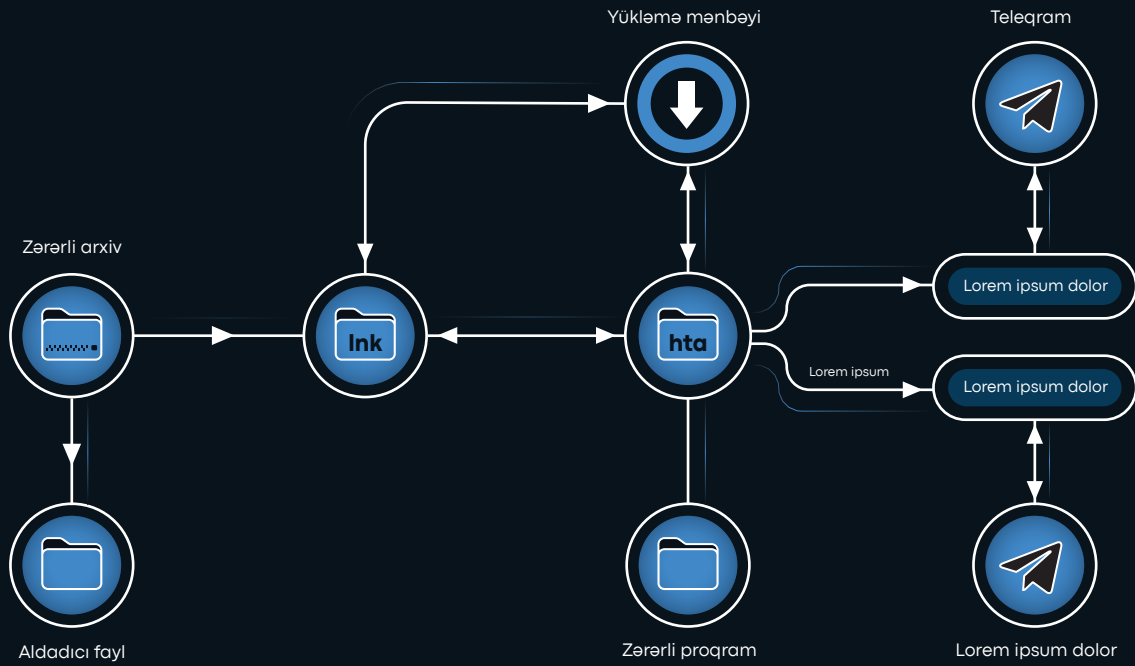 Yükləmə mənbəyi
Teleqram
Zərərli arxiv
Lorem ipsum dolor
lnk
hta
Lorem ipsum
Lorem ipsum dolor
Aldadıcı fayl
Zərərli proqram
Lorem ipsum dolor